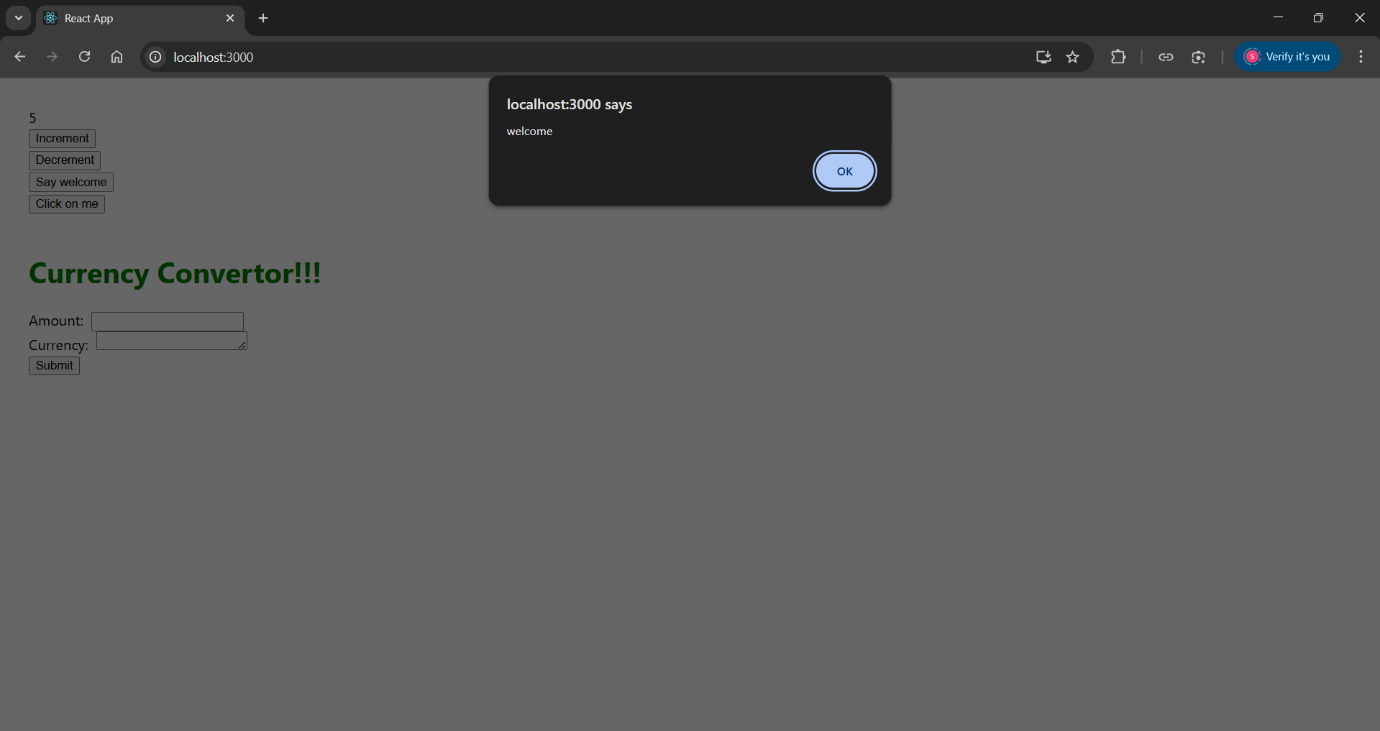 React App
localhost:3000
S
Verify it's you
localhost:3000 says
welcome
OK
5
Increment
Decrement
Say welcome
Click on me
Currency Convertor!!!
Amount:
Currency:
Submit